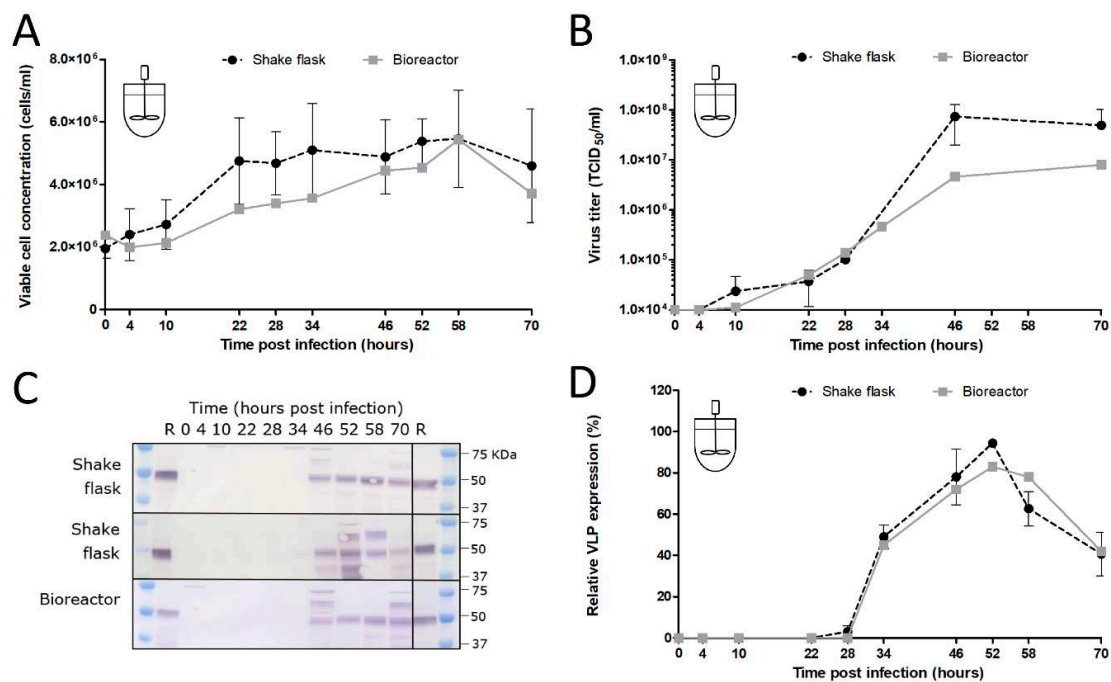 A
Shake flask
Bioreactor
Viable cell concentration (cells/ml)
8.0×10⁶
6.0×10⁶
4.0×10⁶
2.0×10⁶
0
0 4 10 22 28 34 46 52 58 70
Time post infection (hours)
B
Shake flask
Bioreactor
Virus titer (TCID₅₀/ml)
1.0×10⁹
1.0×10⁸
1.0×10⁷
1.0×10⁶
1.0×10⁵
1.0×10⁴
0 4 10 22 28 34 46 52 58 70
Time post infection (hours)
C
Time (hours post infection)
R 0 4 10 22 28 34 46 52 58 70 R
Shake flask
75 KDa
50
37
Shake flask
75
50
37
Bioreactor
75
50
37
D
Shake flask
Bioreactor
Relative VLP expression (%)
120
100
80
60
40
20
0
0 4 10 22 28 34 46 52 58 70
Time post infection (hours)